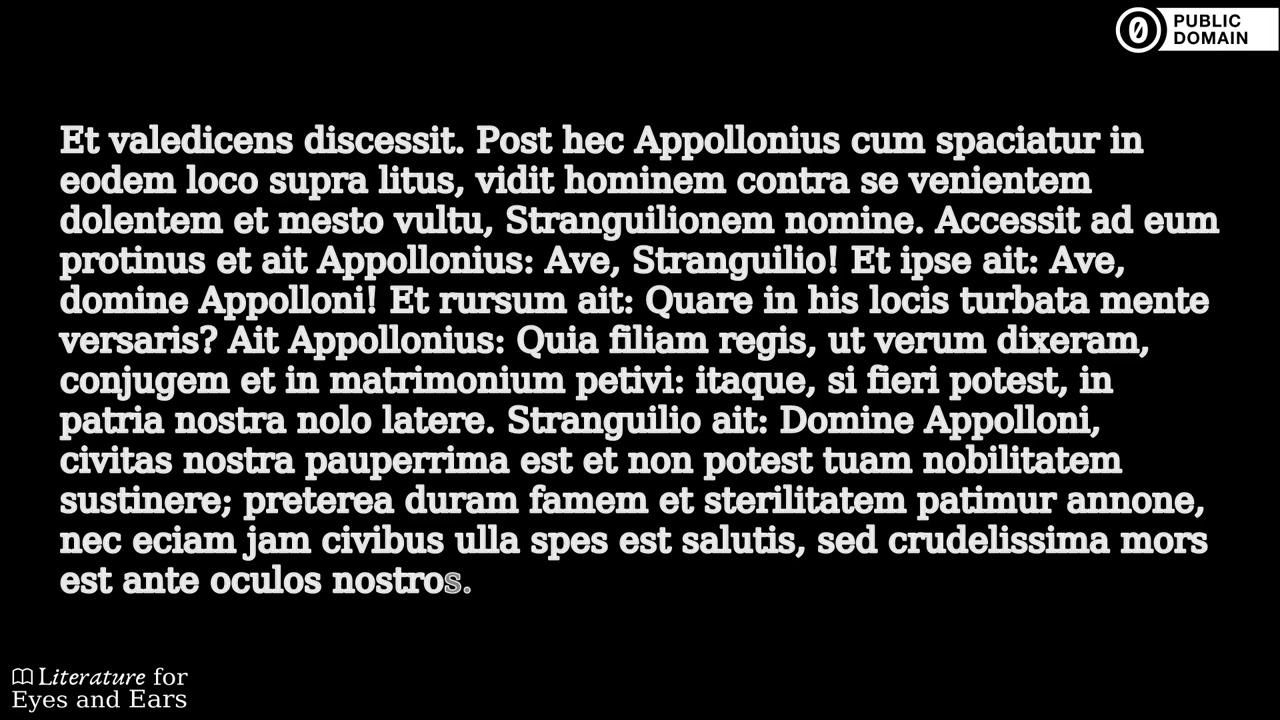 PUBLIC
DOMAIN
Et valedicens discessit. Post hec Appollonius cum spaciatur in
eodem loco supra litus, vidit hominem contra se venientem
dolentem et mesto vultu, Stranguilionem nomine. Accessit ad eum
protinus et ait Appollonius: Ave, Stranguilio! Et ipse ait: Ave,
domine Appolloni! Et rursum ait: Quare in his locis turbata mente
versaris? Ait Appollonius: Quia filiam regis, ut verum dixeram,
conjugem et in matrimonium petivi: itaque, si fieri potest, in
patria nostra nolo latere. Stranguilio ait: Domine Appolloni,
civitas nostra pauperrima est et non potest tuam nobilitatem
sustinere; preterea duram famem et sterilitatem patimur annone,
nec eciam jam civibus ulla spes est salutis, sed crudelissima mors
est ante oculos nostros.
Literature for
Eyes and Ears